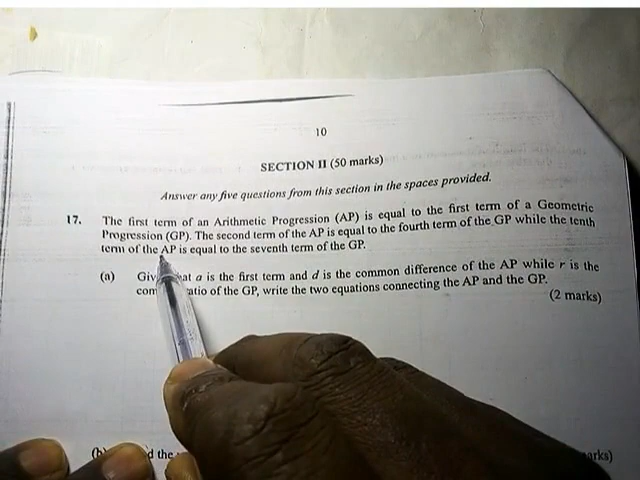 10
SECTION II (50 marks)
Answer any five questions from this section in the spaces provided.
17. The first term of an Arithmetic Progression (AP) is equal to the first term of a Geometric
Progression (GP). The second term of the AP is equal to the fourth term of the GP while the tenth
term of the AP is equal to the seventh term of the GP.
(a) Giv at a is the first term and d is the common difference of the AP while r is the
com atio of the GP, write the two equations connecting the AP and the GP.
(2 marks)
(b) d the arks)